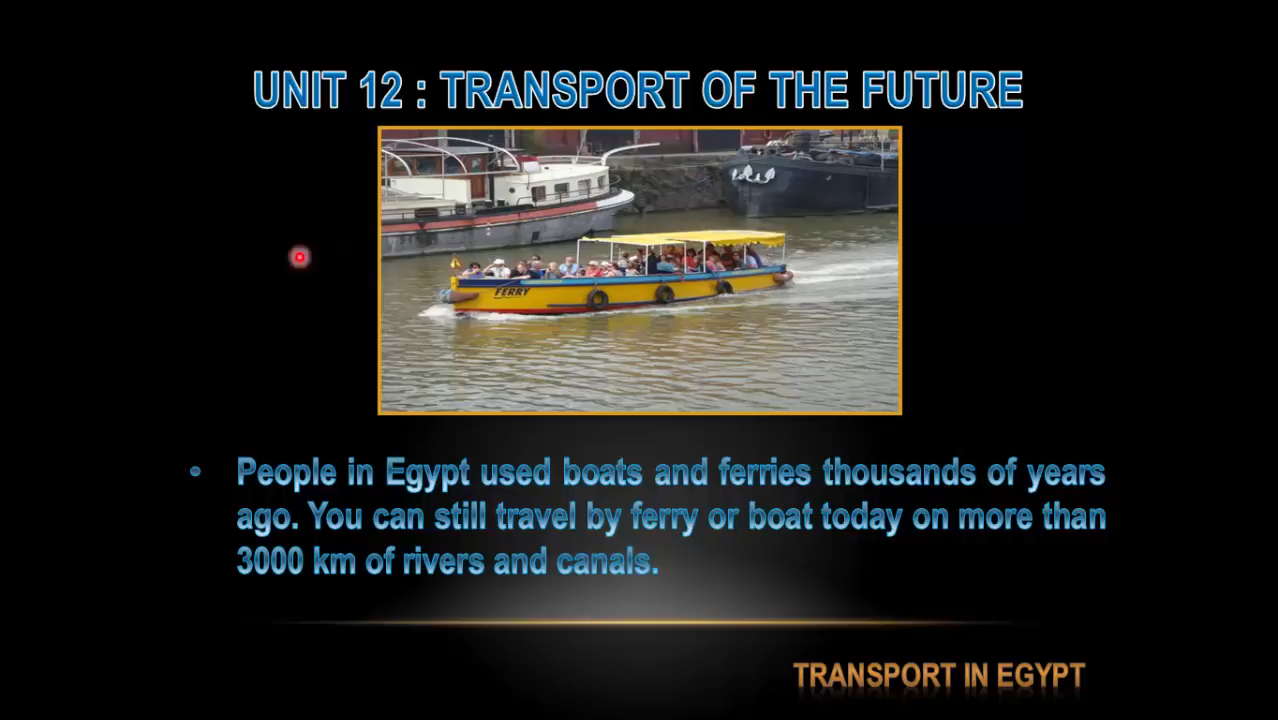 UNIT 12 : TRANSPORT OF THE FUTURE
FERRY
• People in Egypt used boats and ferries thousands of years
ago. You can still travel by ferry or boat today on more than
3000 km of rivers and canals.
TRANSPORT IN EGYPT